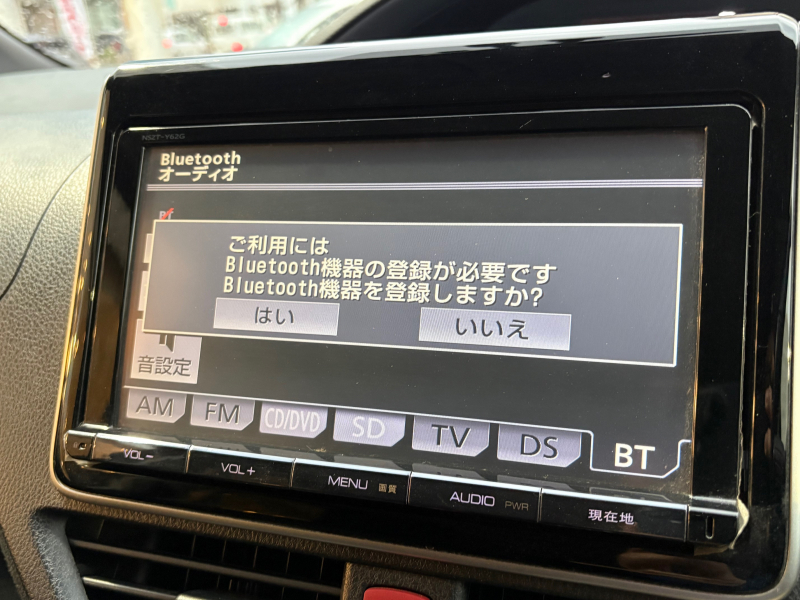 NSZT-Y62G
Bluetooth
オーディオ
BT
ご利用には
Bluetooth機器の登録が必要です
Bluetooth機器を登録しますか?
はい
いいえ
音設定
AM
FM
CD/DVD
SD
TV
DS
BT
VOL−
VOL+
MENU 画質
AUDIO PWR
現在地